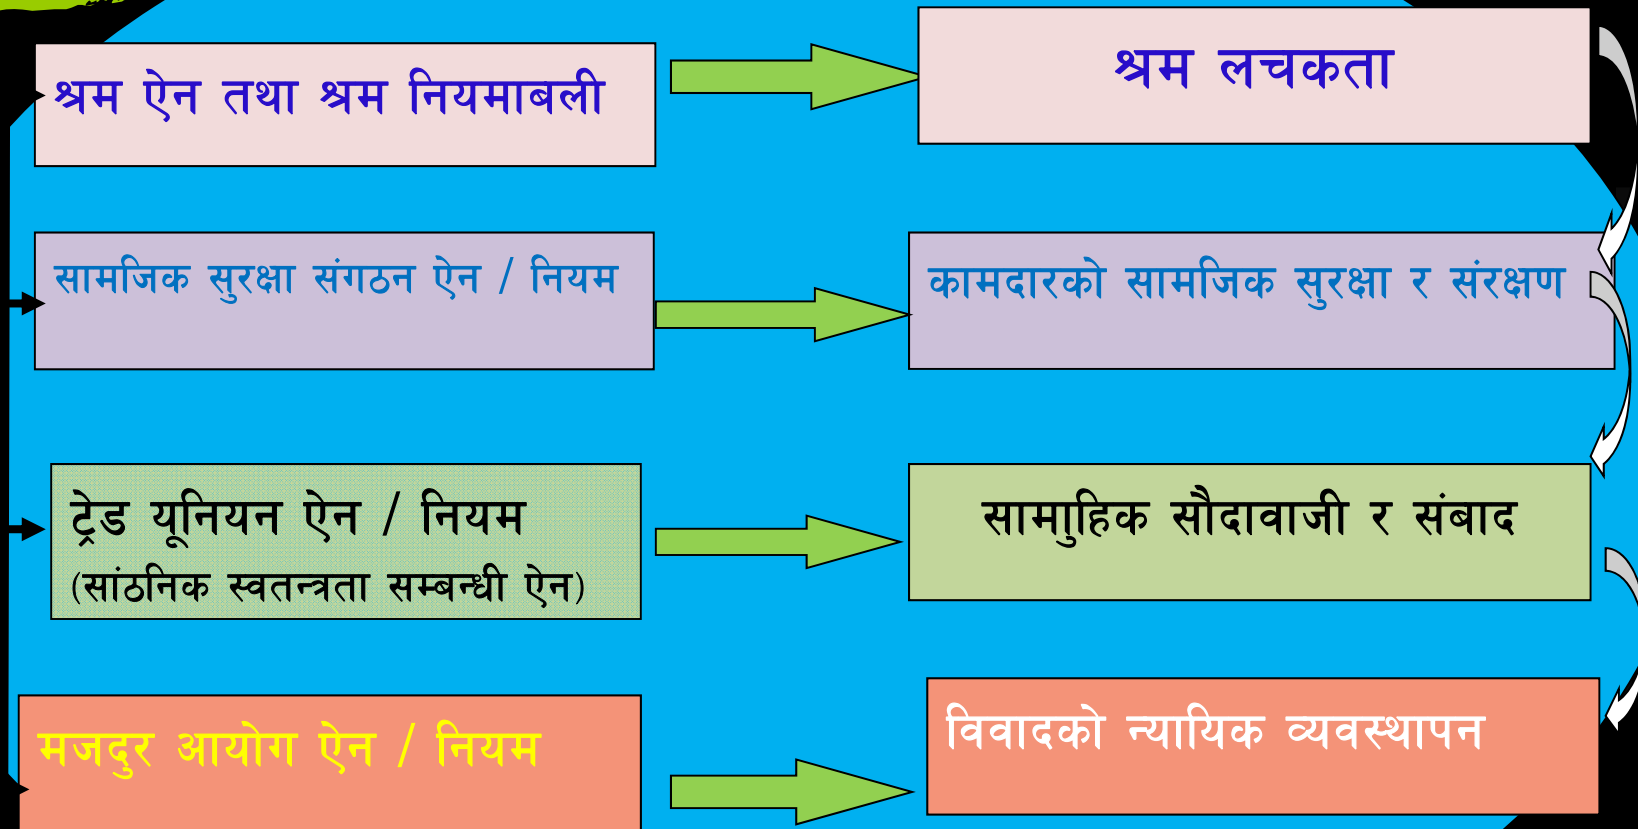 श्रम ऐन तथा श्रम नियमाबली
श्रम लचकता
सामजिक सुरक्षा संगठन ऐन / नियम
कामदारको सामजिक सुरक्षा र संरक्षण
ट्रेड यूनियन ऐन / नियम
(सांठनिक स्वतन्त्रता सम्बन्धी ऐन)
सामाुहिक सौदावाजी र संबाद
मजदुर आयोग ऐन / नियम
विवादको न्यायिक व्यवस्थापन